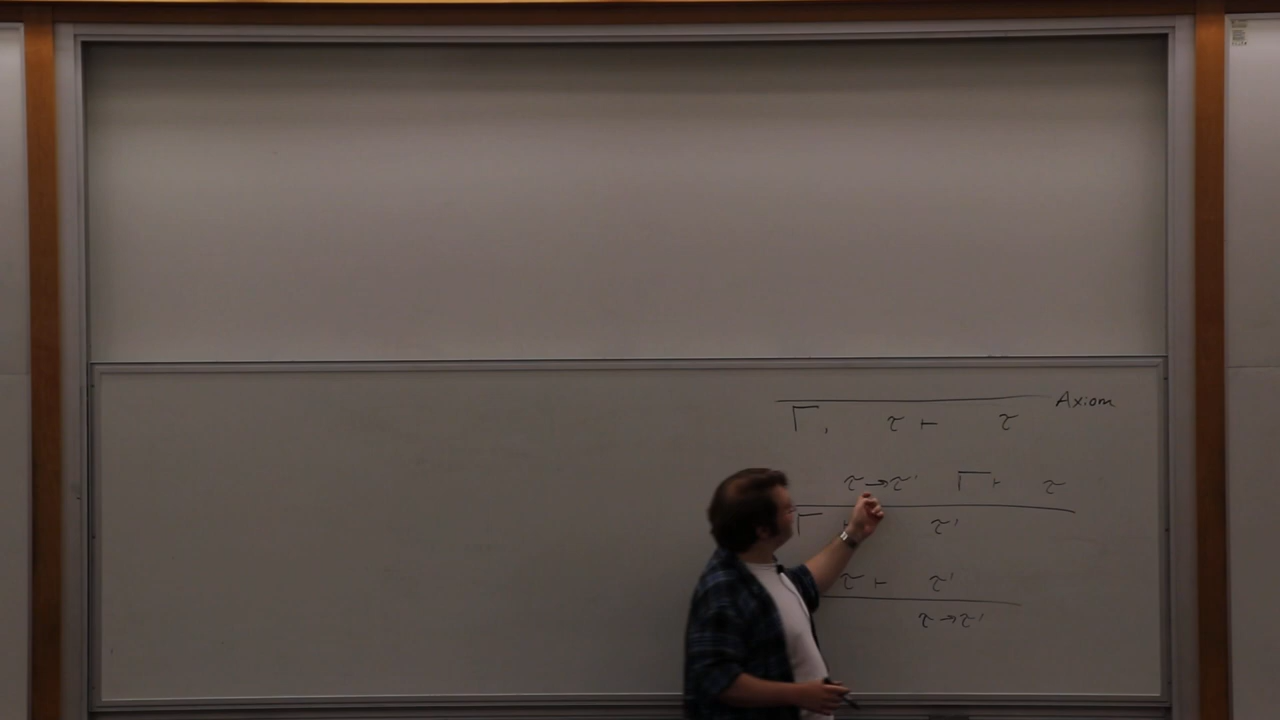 Axiom
Γ, τ ⊢ τ
τ → τ' Γ ⊢ τ
Γ τ'
τ ⊢ τ'
τ → τ'